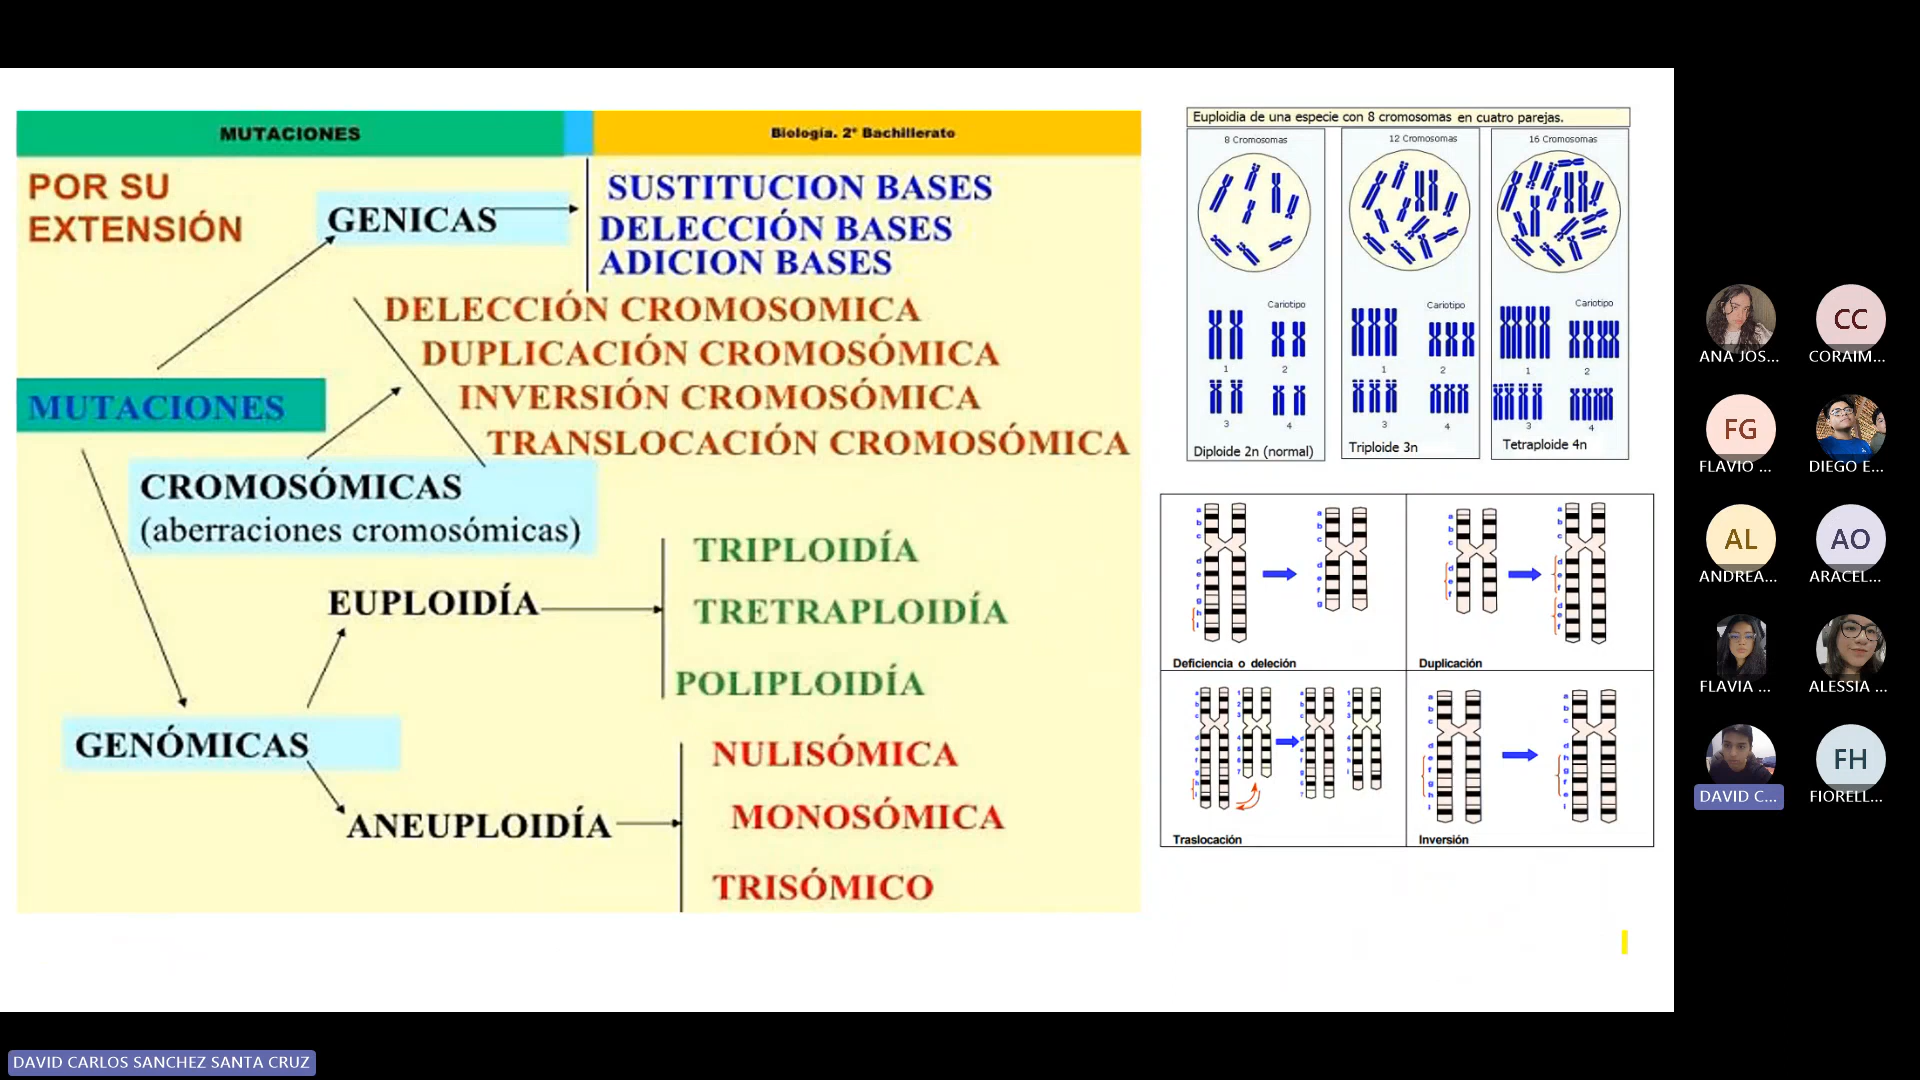 MUTACIONES
Biología. 2º Bachillerato
POR SU
EXTENSIÓN
GENICAS
SUSTITUCION BASES
DELECCIÓN BASES
ADICION BASES
DELECCIÓN CROMOSOMICA
DUPLICACIÓN CROMOSÓMICA
INVERSIÓN CROMOSÓMICA
TRANSLOCACIÓN CROMOSÓMICA
MUTACIONES
CROMOSÓMICAS
(aberraciones cromosómicas)
EUPLOIDÍA
TRIPLOIDÍA
TRETRAPLOIDÍA
POLIPLOIDÍA
GENÓMICAS
ANEUPLOIDÍA
NULISÓMICA
MONOSÓMICA
TRISÓMICO
Euploidia de una especie con 8 cromosomas en cuatro parejas.
8 Cromosomas
12 Cromosomas
16 Cromosomas
Cariotipo
Cariotipo
Cariotipo
1 2
1 2
1 2
3 4
3 4
3 4
Diploide 2n (normal)
Triploide 3n
Tetraploide 4n
Deficiencia o deleción
Duplicación
Traslocación
Inversión
ANA JOS...
CC
CORAIM...
FG
FLAVIO ...
DIEGO E...
AL
ANDREA...
AO
ARACEL...
FLAVIA ...
ALESSIA ...
DAVID C...
FH
FIORELL...
DAVID CARLOS SANCHEZ SANTA CRUZ